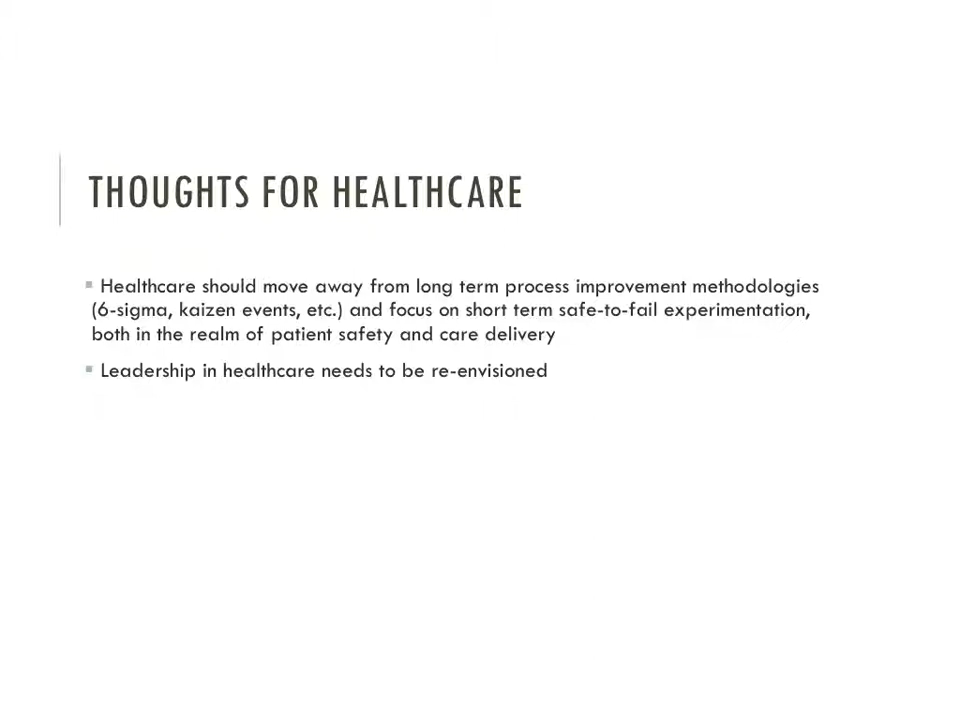 THOUGHTS FOR HEALTHCARE
▪ Healthcare should move away from long term process improvement methodologies
(6-sigma, kaizen events, etc.) and focus on short term safe-to-fail experimentation,
both in the realm of patient safety and care delivery
▪ Leadership in healthcare needs to be re-envisioned